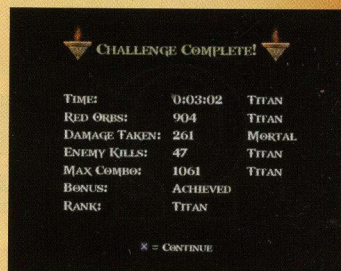 CHALLENGE COMPLETE!
TIME: 0:03:02 TITAN
RED ORBS: 904 TITAN
DAMAGE TAKEN: 261 MORTAL
ENEMY KILLS: 47 TITAN
MAX COMBO: 1061 TITAN
BONUS: ACHIEVED
RANK: TITAN
X = CONTINUE